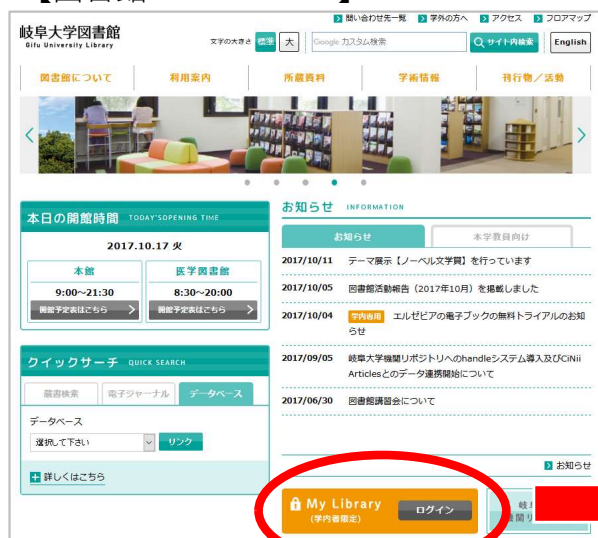 岐阜大学図書館
Gifu University Library
問い合わせ先一覧 学外の方へ アクセス フロアマップ
文字の大きさ 標準 大 Google カスタム検索 サイト内検索 English
図書館について 利用案内 所蔵資料 学術情報 刊行物／活動
本日の開館時間 TODAY'SOPENING TIME
2017.10.17 火
本館 医学図書館
9:00～21:30 8:30～20:00
開館予定表はこちら 開館予定表はこちら
クイックサーチ QUICK SEARCH
蔵書検索 電子ジャーナル データベース
データベース
選択して下さい リンク
詳しくはこちら
お知らせ INFORMATION
お知らせ 本学教員向け
2017/10/11 テーマ展示【ノーベル文学賞】を行っています
2017/10/05 図書館活動報告（2017年10月）を掲載しました
2017/10/04 学内専用 エルゼビアの電子ブックの無料トライアルのお知
らせ
2017/09/05 岐阜大学機関リポジトリへのhandleシステム導入及びCiNii
Articlesとのデータ連携開始について
2017/06/30 図書館講習会について
お知らせ
My Library
(学内者限定)
ログイン
岐
機関リ